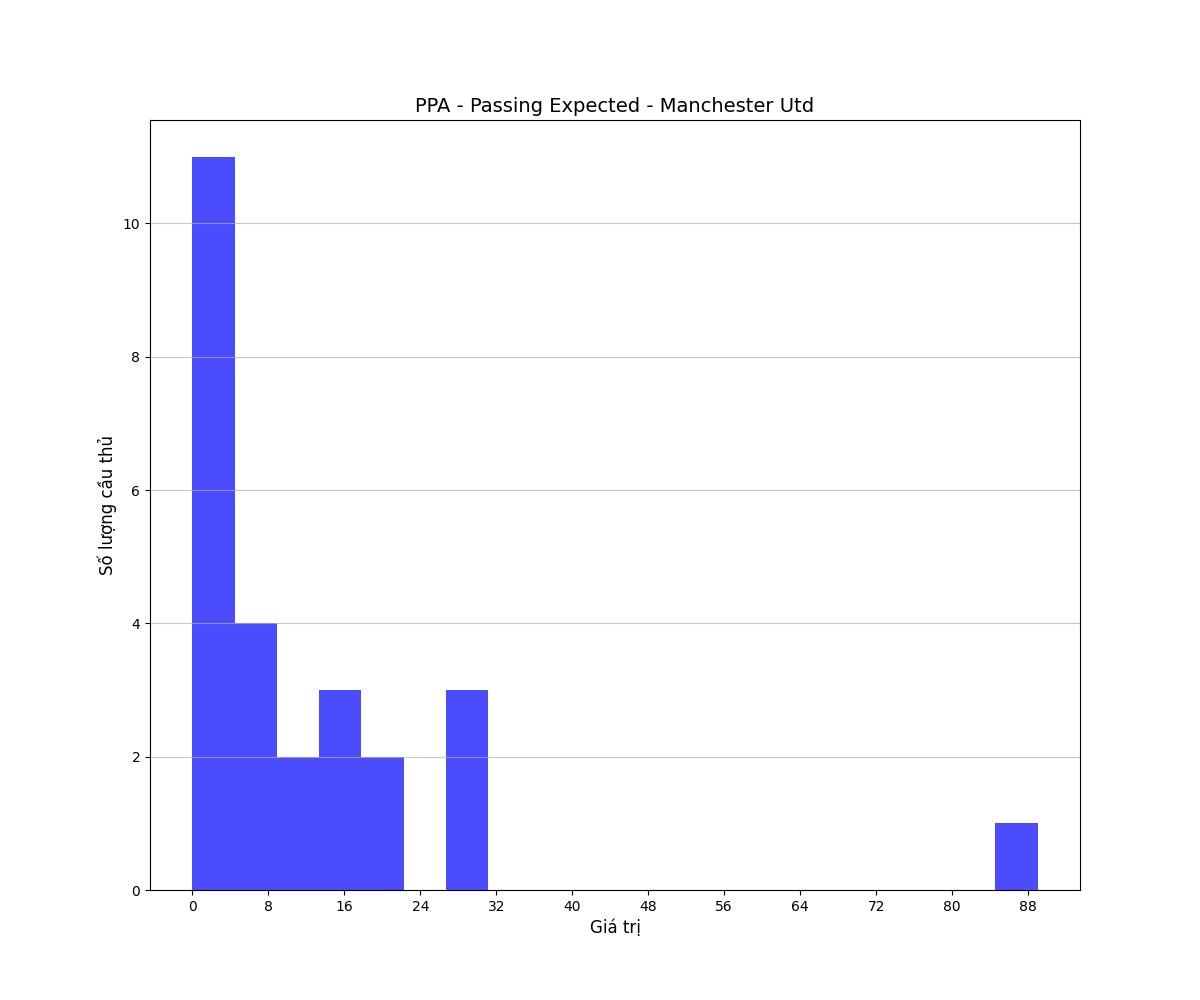 PPA - Passing Expected - Manchester Utd
10
8
6
4
2
0
Số lượng cầu thủ
0 8 16 24 32 40 48 56 64 72 80 88
Giá trị